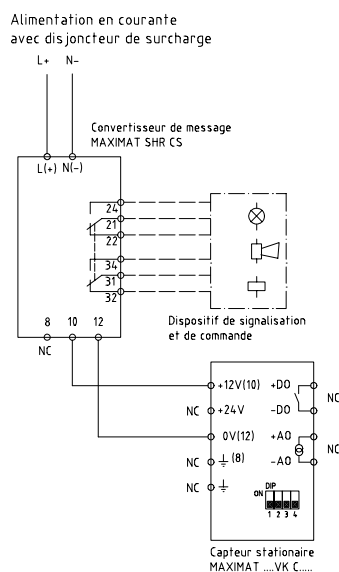 Alimentation en courante
avec disjoncteur de surcharge
L+ N-
Convertisseur de message
MAXIMAT SHR CS
L(+) N(-)
24
21
22
34
31
32
8 10 12
NC
Dispositif de signalisation
et de commande
+12V(10) +DO
NC
NC +24V -DO
0V(12) +AO
NC
NC (8) -AO
NC
DIP
ON
1 2 3 4
Capteur stationaire
MAXIMAT ....VK C.....